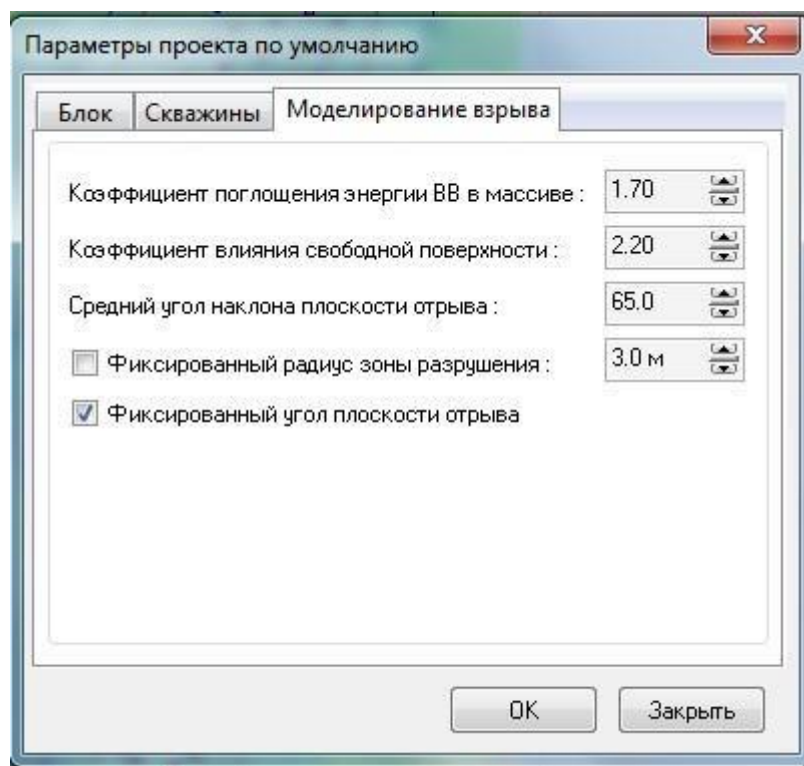 Параметры проекта по умолчанию
Блок Скважины Моделирование взрыва
Коэффициент поглощения энергии ВВ в массиве : 1.70
Коэффициент влияния свободной поверхности : 2.20
Средний угол наклона плоскости отрыва : 65.0
Фиксированный радиус зоны разрушения : 3.0 м
Фиксированный угол плоскости отрыва
OK Закрыть